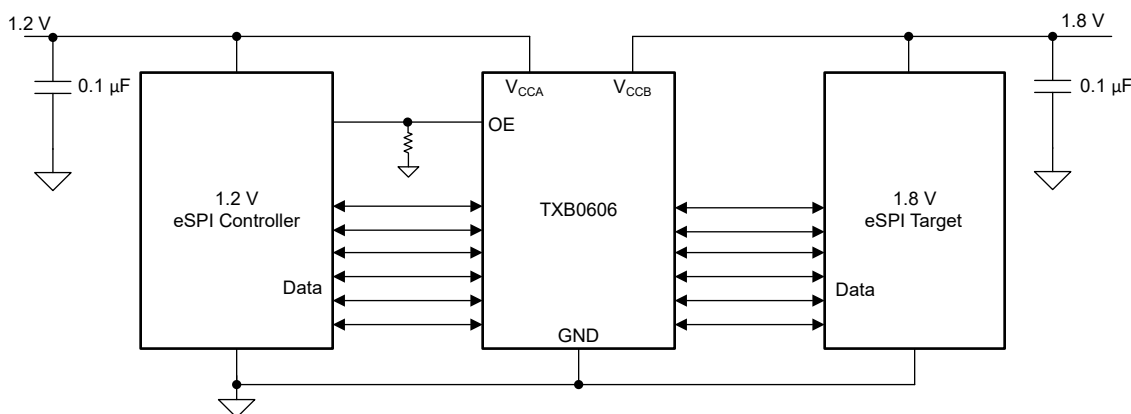 1.2 V
1.8 V
0.1 µF
VCCA
VCCB
0.1 µF
OE
1.2 V
eSPI Controller
TXB0606
1.8 V
eSPI Target
Data
Data
GND